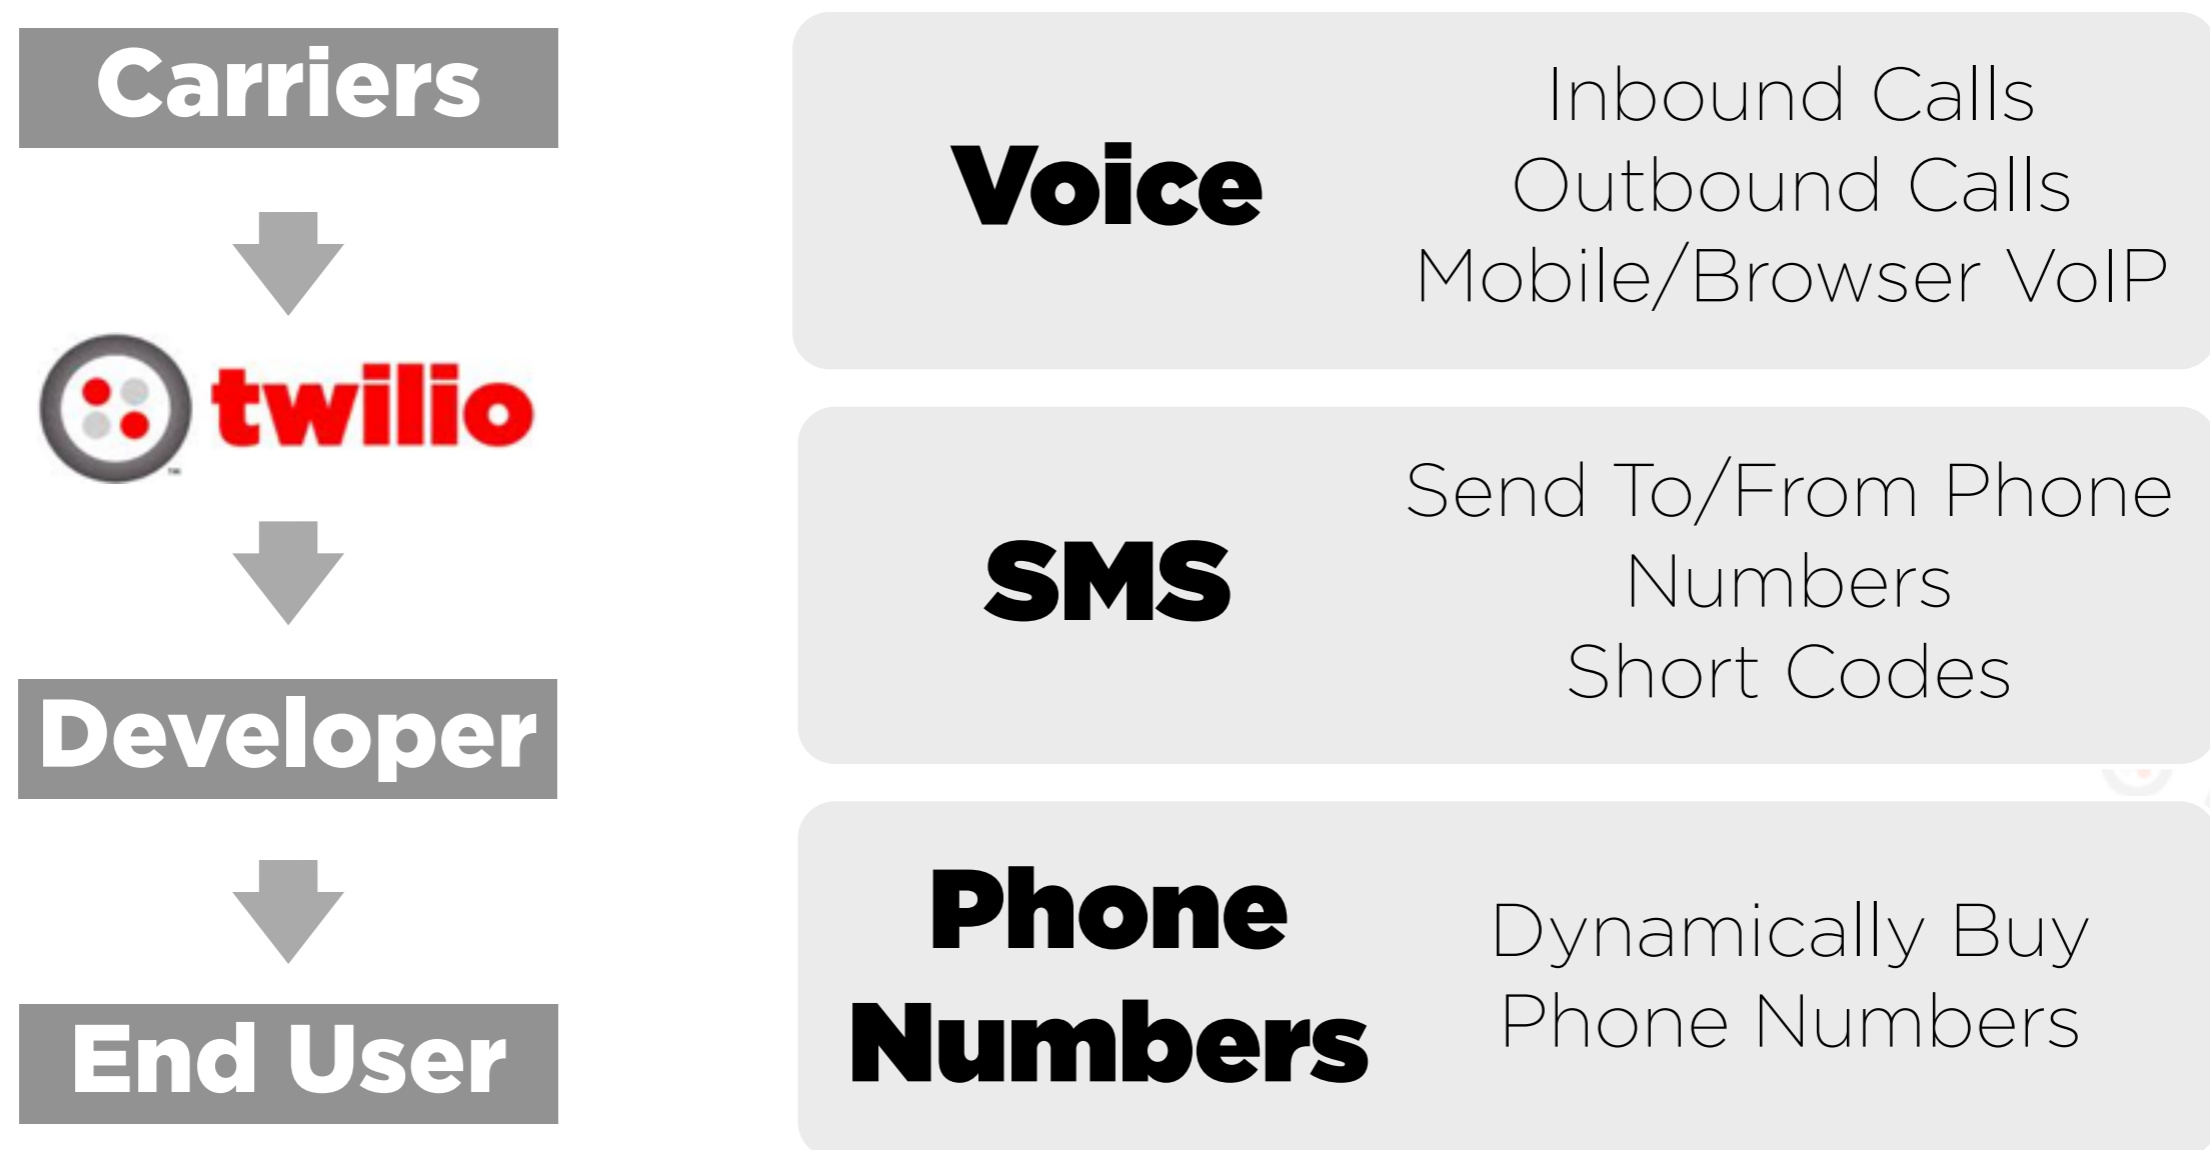 Carriers
twilio
Developer
End User
Voice
Inbound Calls
Outbound Calls
Mobile/Browser VoIP
SMS
Send To/From Phone
Numbers
Short Codes
Phone
Numbers
Dynamically Buy
Phone Numbers